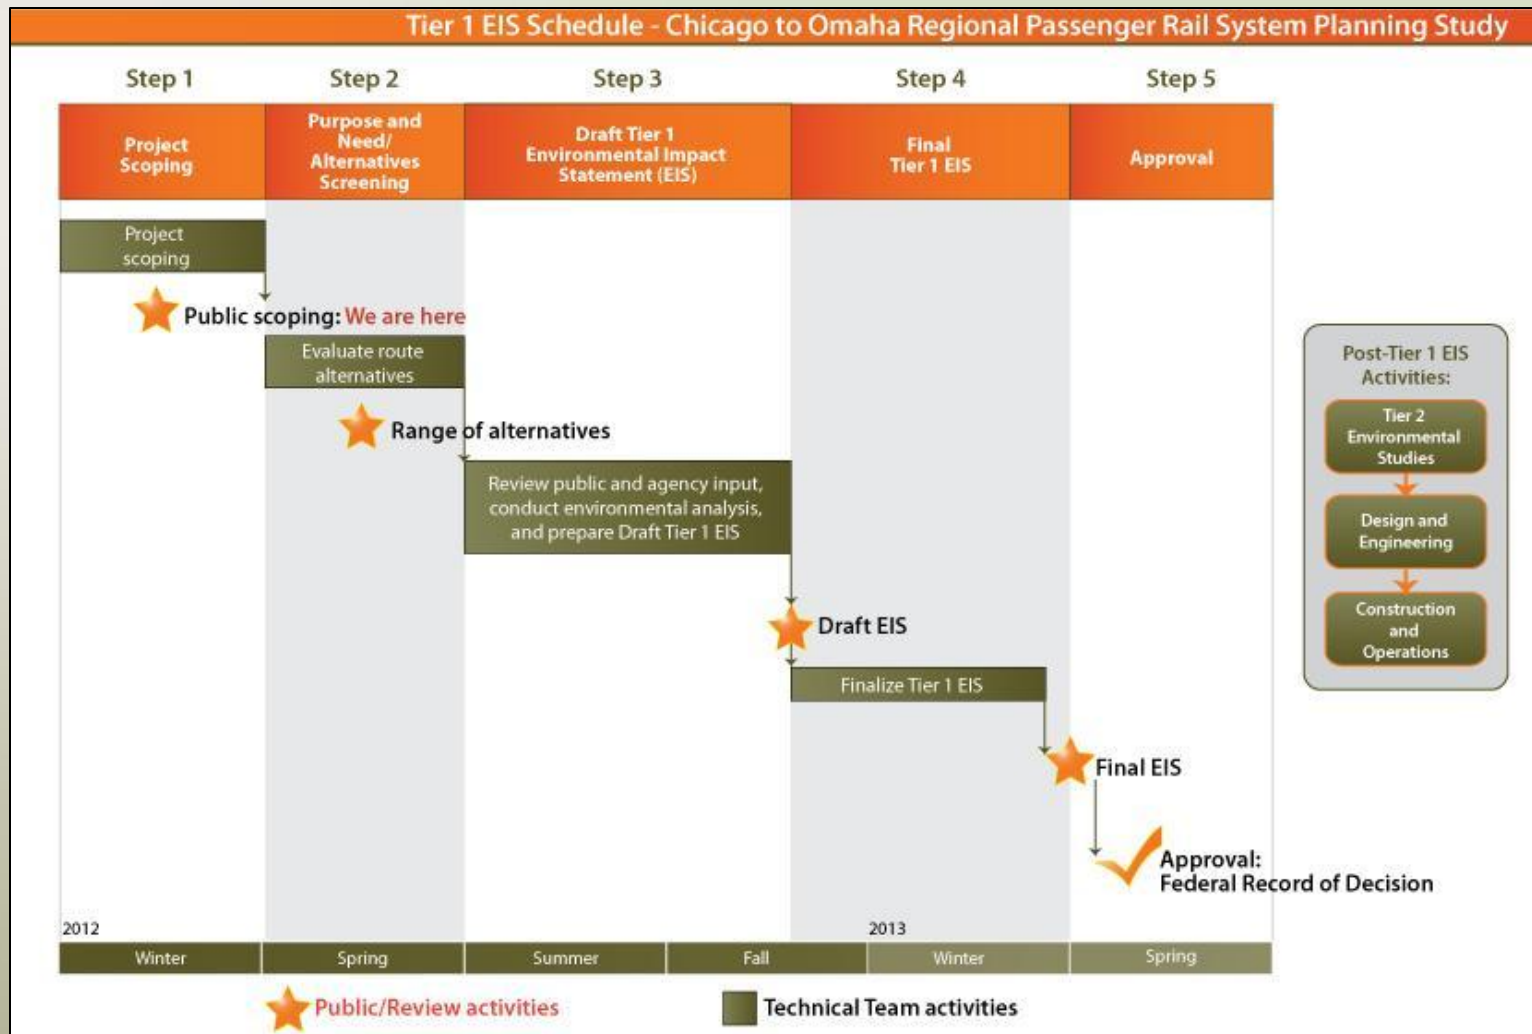 Tier 1 EIS Schedule - Chicago to Omaha Regional Passenger Rail System Planning Study
Step 1
Step 2
Step 3
Step 4
Step 5
Project
Scoping
Purpose and
Need/
Alternatives
Screening
Draft Tier 1
Environmental Impact
Statement (EIS)
Final
Tier 1 EIS
Approval
Project
scoping
Public scoping: We are here
Evaluate route
alternatives
Range of alternatives
Review public and agency input,
conduct environmental analysis,
and prepare Draft Tier 1 EIS
Draft EIS
Finalize Tier 1 EIS
Final EIS
Approval:
Federal Record of Decision
Post-Tier 1 EIS
Activities:
Tier 2
Environmental
Studies
Design and
Engineering
Construction
and
Operations
2012
2013
Winter
Spring
Summer
Fall
Winter
Spring
Public/Review activities
Technical Team activities